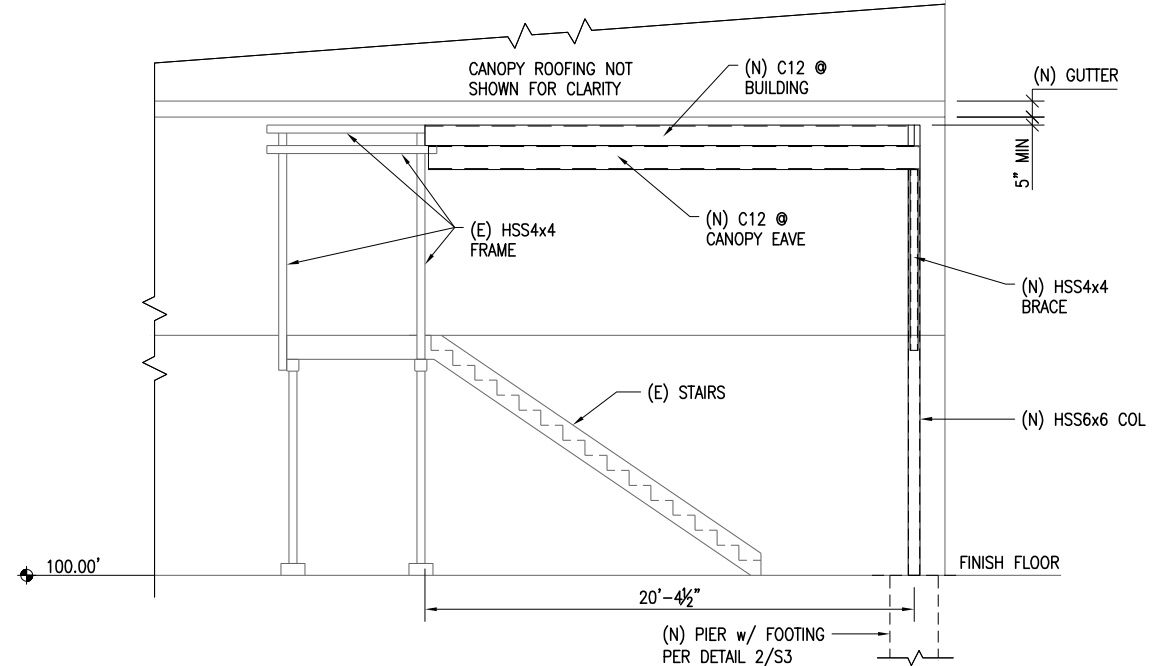 CANOPY ROOFING NOT
SHOWN FOR CLARITY
(N) C12 @
BUILDING
(N) GUTTER
5" MIN
(N) C12 @
CANOPY EAVE
(E) HSS4x4
FRAME
(N) HSS4x4
BRACE
(E) STAIRS
(N) HSS6x6 COL
100.00'
FINISH FLOOR
20'-4½"
(N) PIER w/ FOOTING
PER DETAIL 2/S3